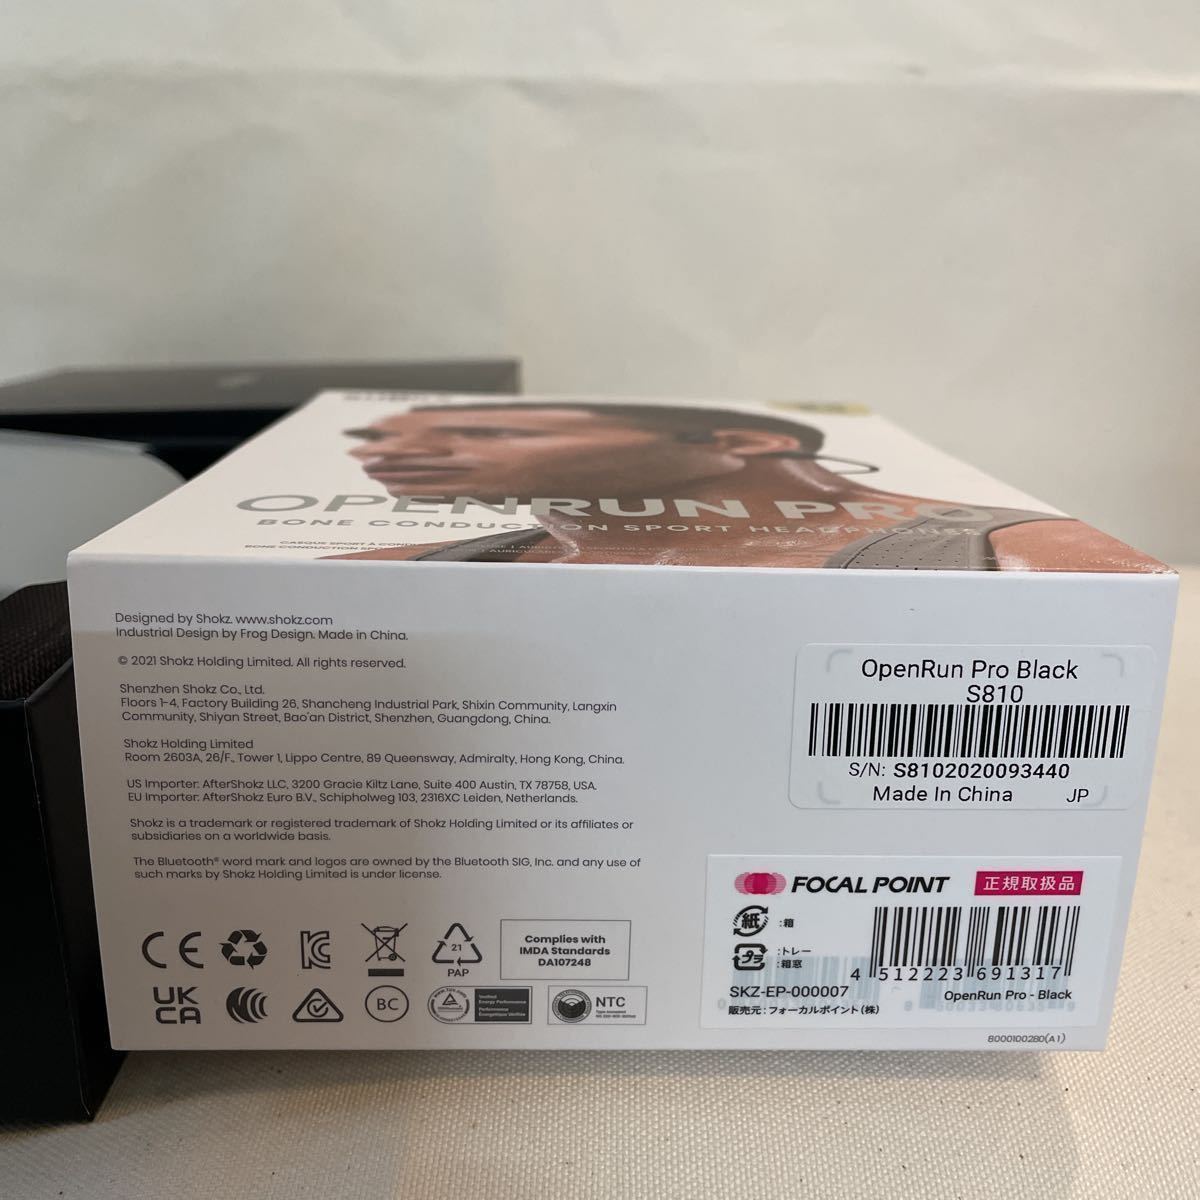 OPENRUN PRO
BONE CONDUCTION SPORT HEADPHONES
Designed by Shokz. www.shokz.com
Industrial Design by Frog Design. Made in China.
© 2021 Shokz Holding Limited. All rights reserved.
Shenzhen Shokz Co., Ltd.
Floors 1-4, Factory Building 26, Shancheng Industrial Park, Shixin Community, Langxin
Community, Shiyan Street, Bao'an District, Shenzhen, Guangdong, China.
Shokz Holding Limited
Room 2603A, 26/F., Tower 1, Lippo Centre, 89 Queensway, Admiralty, Hong Kong, China.
US Importer: AfterShokz LLC, 3200 Gracie Kiltz Lane, Suite 400 Austin, TX 78758, USA.
EU Importer: AfterShokz Euro B.V., Schipholweg 103, 2316XC Leiden, Netherlands.
Shokz is a trademark or registered trademark of Shokz Holding Limited or its affiliates or
subsidiaries on a worldwide basis.
The Bluetooth® word mark and logos are owned by the Bluetooth SIG, Inc. and any use of
such marks by Shokz Holding Limited is under license.
CE
21
PAP
Complies with
IMDA Standards
DA107248
UK
CA
BC
Verified
Energy Performance
NTC
OpenRun Pro Black
S810
S/N: S8102020093440
Made In China JP
FOCAL POINT 正規取扱品
紙 :箱
プラ :トレー
:箱窓
4 512223 691317
SKZ-EP-000007 OpenRun Pro - Black
販売元:フォーカルポイント(株)
800010028D(A1)